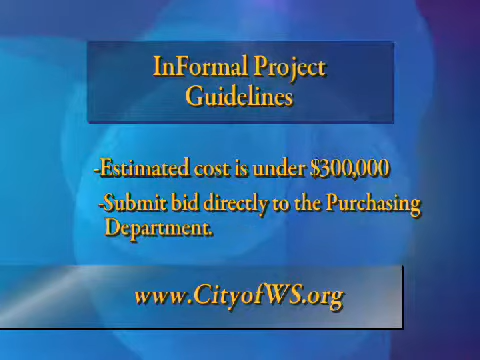 InFormal Project
Guidelines
-Estimated cost is under $300,000
-Submit bid directly to the Purchasing
Department.
www.CityofWS.org